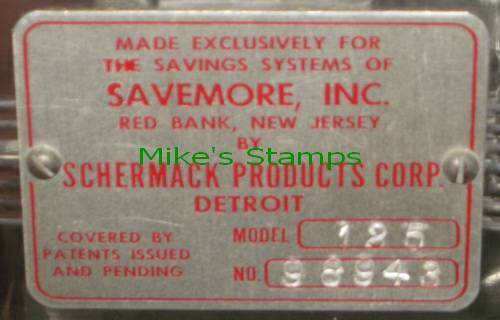 MADE EXCLUSIVELY FOR
THE SAVINGS SYSTEMS OF
SAVEMORE, INC.
RED BANK, NEW JERSEY
BY
Mike's Stamps
SCHERMACK PRODUCTS CORP.
DETROIT
COVERED BY
PATENTS ISSUED
AND PENDING
MODEL 125
NO. 98943